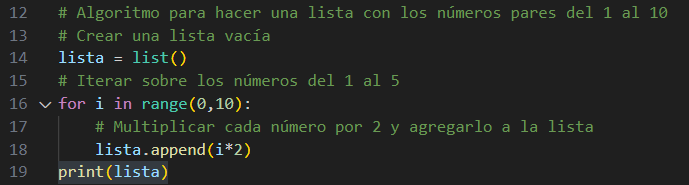 12 # Algoritmo para hacer una lista con los números pares del 1 al 10
13 # Crear una lista vacía
14 lista = list()
15 # Iterar sobre los números del 1 al 5
16 for i in range(0,10):
17     # Multiplicar cada número por 2 y agregarlo a la lista
18     lista.append(i*2)
19 print(lista)